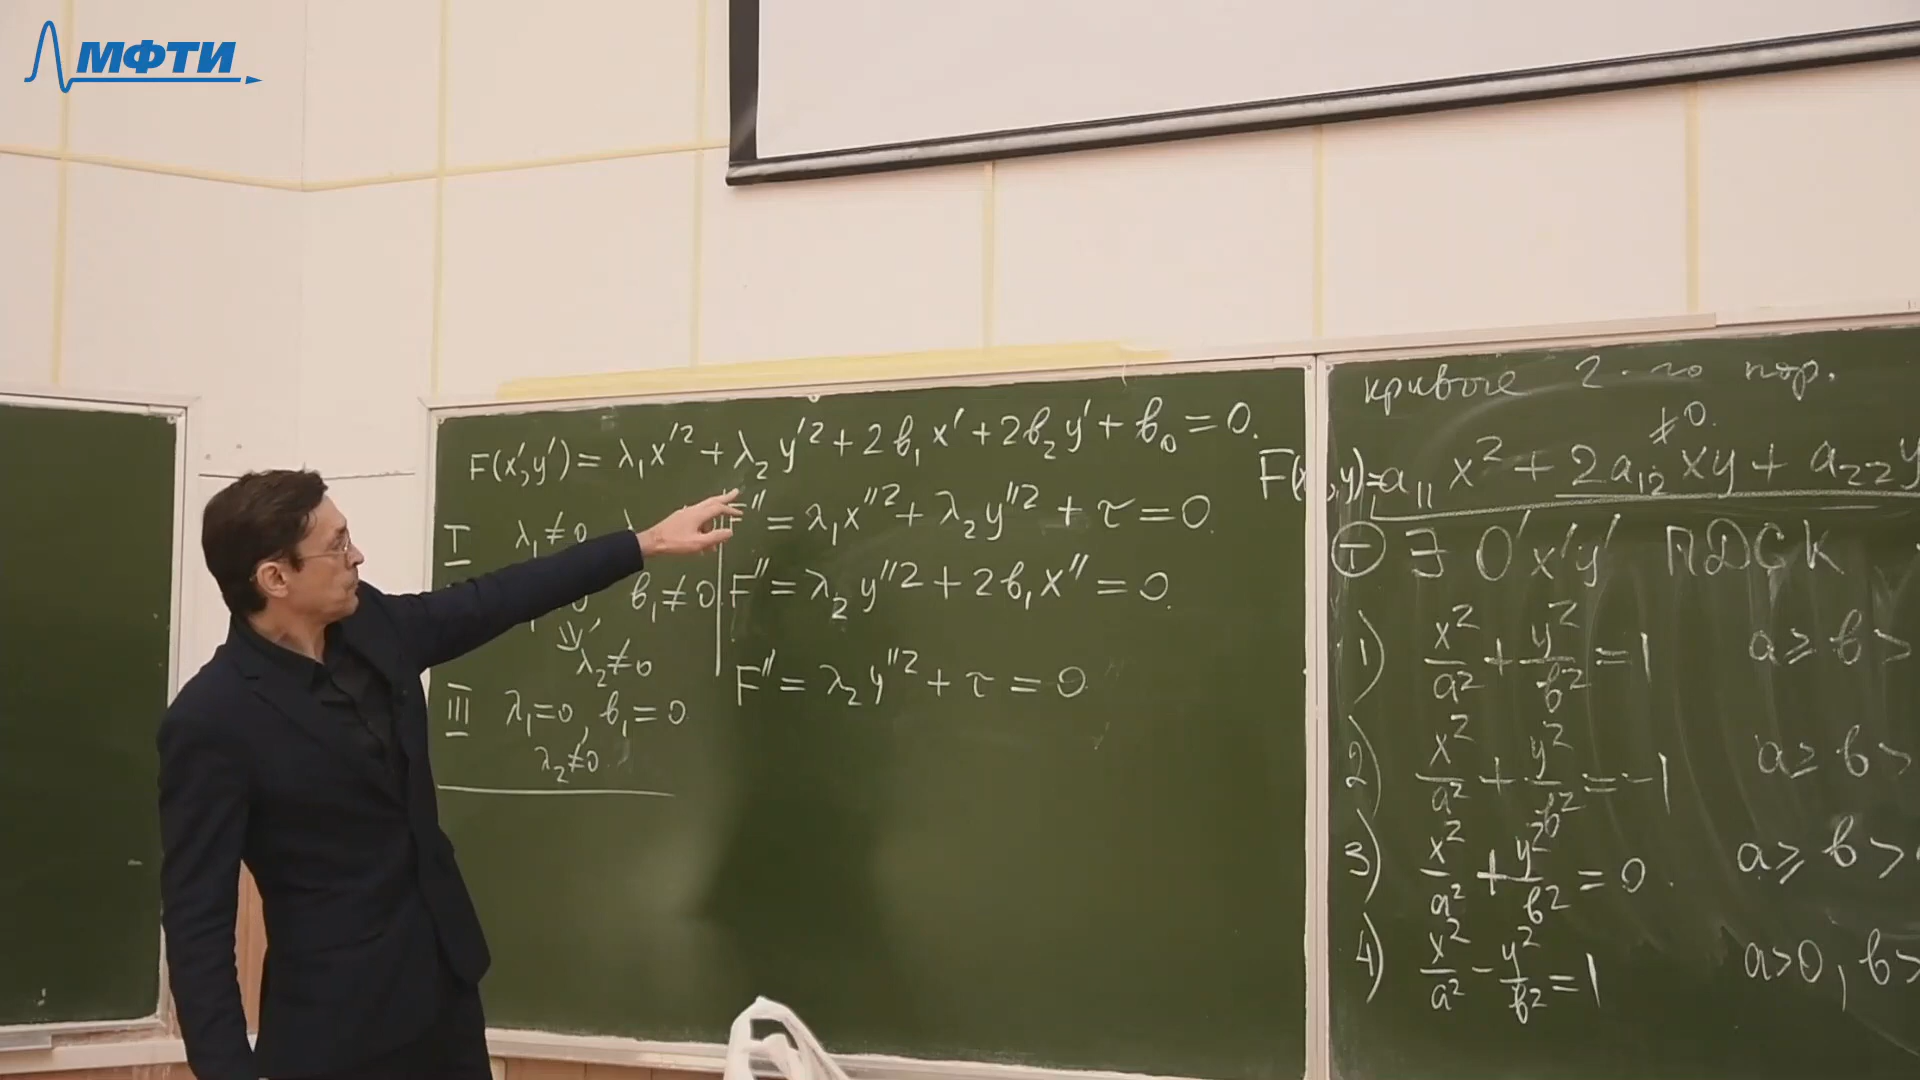 МФТИ
F(x',y') = λ₁x'² + λ₂y'² + 2b₁x' + 2b₂y' + b₀ = 0.
I λ₁≠0
F'' = λ₁x''² + λ₂y''² + τ = 0.
b₁≠0 F'' = λ₂y''² + 2b₁x'' = 0.
⇓
λ₂≠0
F'' = λ₂y''² + τ = 0
III λ₁=0, b₁=0
λ₂≠0
кривые 2-го пор.
≠0.
F(x,y)=a₁₁x² + 2a₁₂xy + a₂₂y
Ⓣ ∃ O'x'y' ПДСК
1) x²/a² + y²/b² = 1 a ≥ b >
2) x²/a² + y²/b² = -1 a ≥ b >
3) x²/a² + y²/b² = 0. a ≥ b >
4) x²/a² - y²/b² = 1 a>0, b>